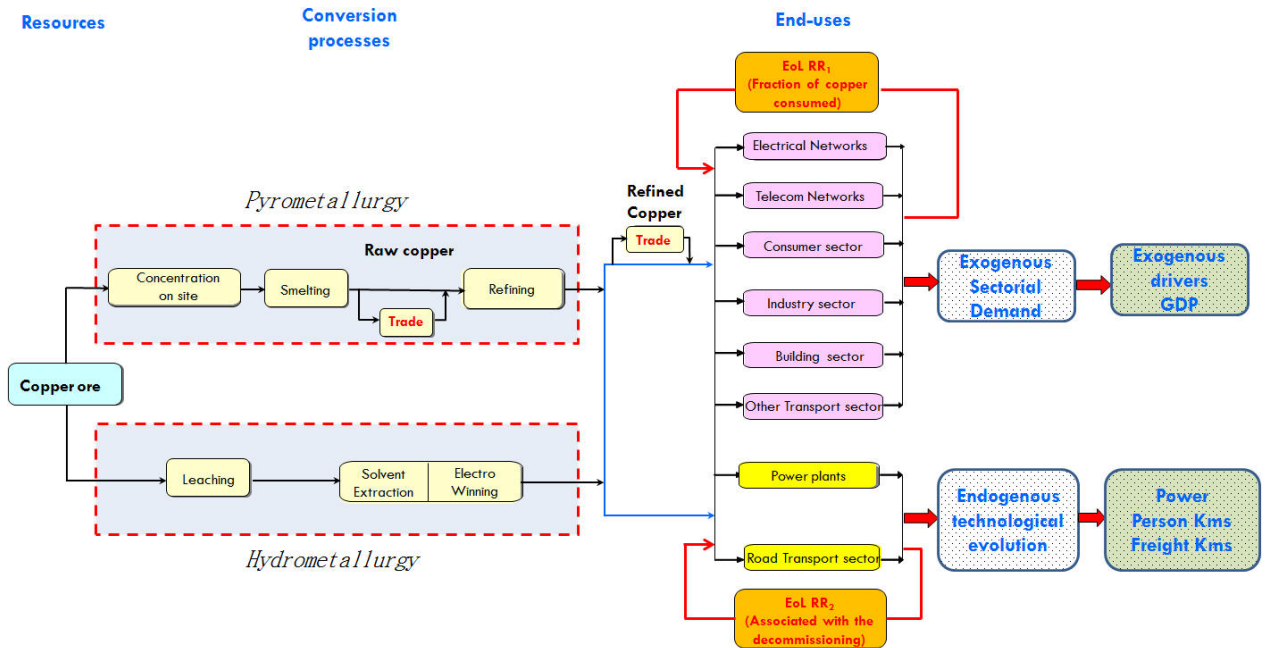 Resources
Conversion
processes
End-uses
EoL RR₁
(Fraction of copper
consumed)
Electrical Networks
Telecom Networks
Consumer sector
Industry sector
Building sector
Other Transport sector
Pyrometallurgy
Raw copper
Concentration
on site
Smelting
Trade
Refining
Refined
Copper
Trade
Exogenous
Sectorial
Demand
Exogenous
drivers
GDP
Copper ore
Leaching
Solvent
Extraction
Electro
Winning
Hydrometallurgy
Power plants
Road Transport sector
Endogenous
technological
evolution
Power
Person Kms
Freight Kms
EoL RR₂
(Associated with the
decommissioning)